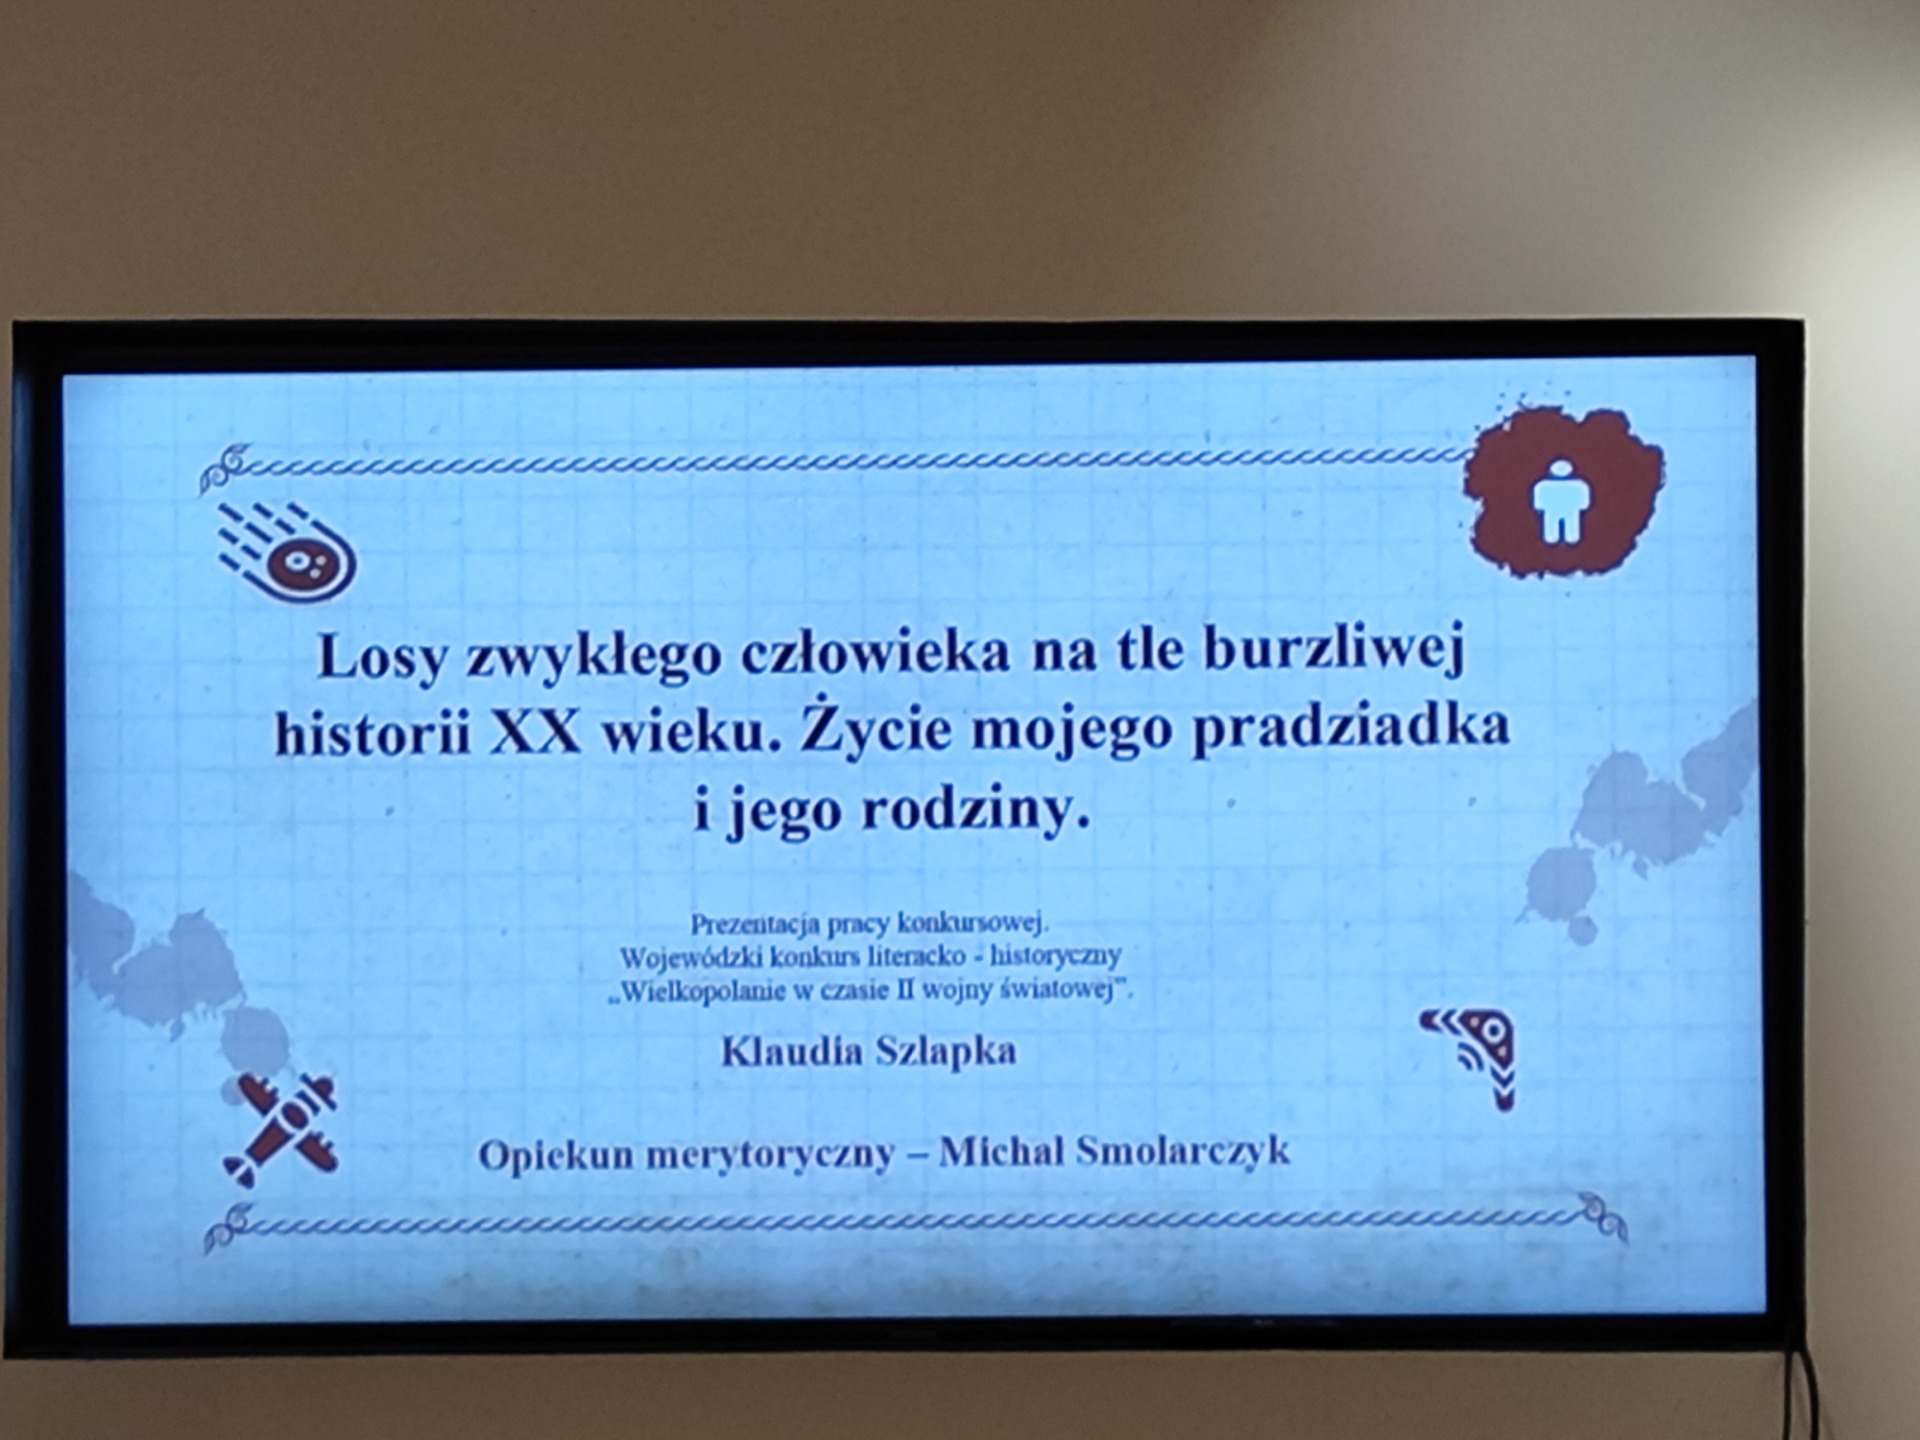 Losy zwykłego człowieka na tle burzliwej
historii XX wieku. Życie mojego pradziadka
i jego rodziny.
Prezentacja pracy konkursowej.
Wojewódzki konkurs literacko - historyczny
„Wielkopolanie w czasie II wojny światowej”.
Klaudia Szlapka
Opiekun merytoryczny – Michał Smolarczyk